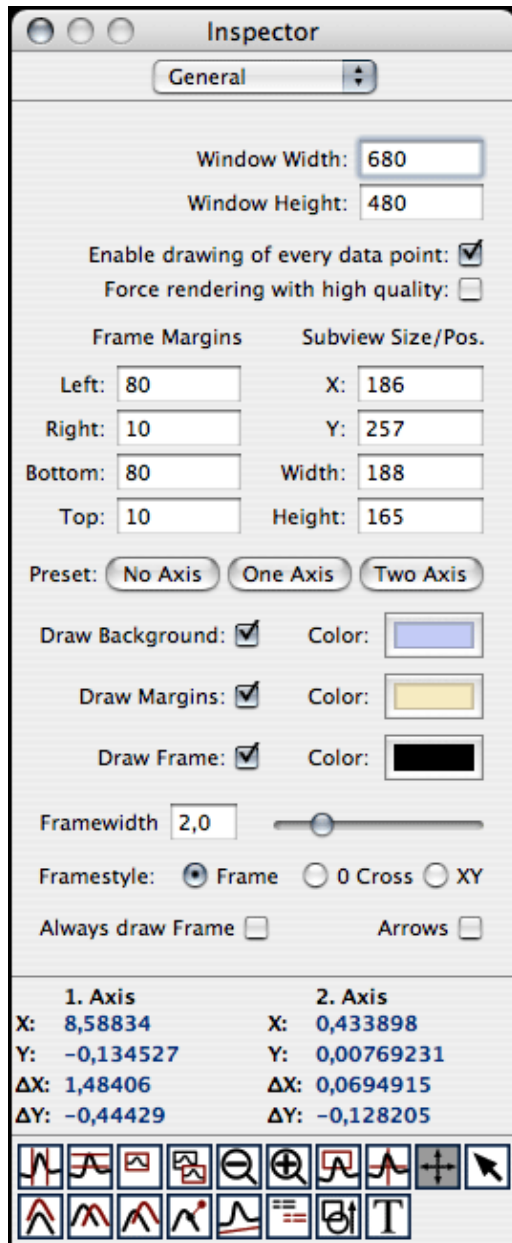 Inspector
General
Window Width: 680
Window Height: 480
Enable drawing of every data point:
Force rendering with high quality:
Frame Margins Subview Size/Pos.
Left: 80 X: 186
Right: 10 Y: 257
Bottom: 80 Width: 188
Top: 10 Height: 165
Preset: No Axis One Axis Two Axis
Draw Background: Color:
Draw Margins: Color:
Draw Frame: Color:
Framewidth 2,0
Framestyle: Frame 0 Cross XY
Always draw Frame Arrows
1. Axis 2. Axis
X: 8,58834 X: 0,433898
Y: -0,134527 Y: 0,00769231
ΔX: 1,48406 ΔX: 0,0694915
ΔY: -0,44429 ΔY: -0,128205
T